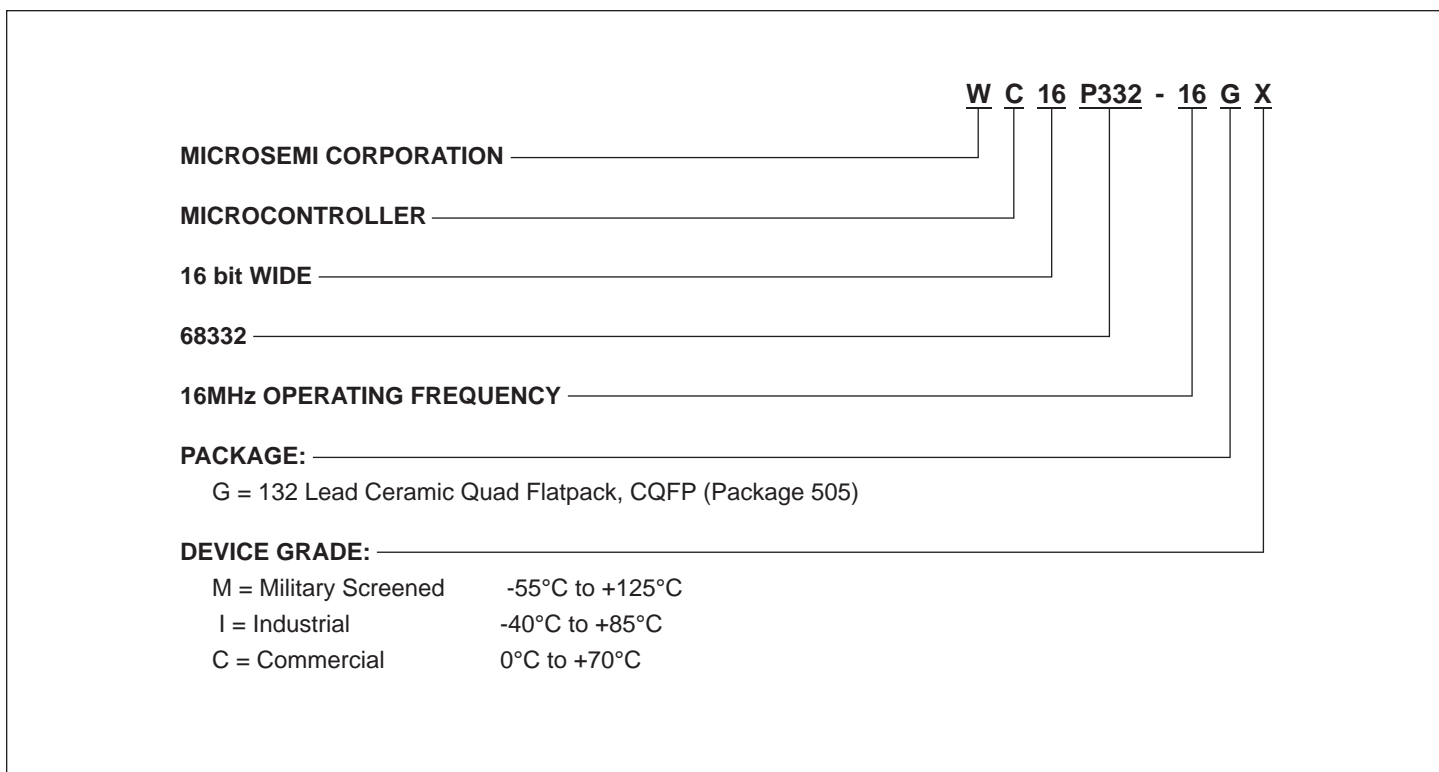 W C 16 P332 - 16 G X
MICROSEMI CORPORATION
MICROCONTROLLER
16 bit WIDE
68332
16MHz OPERATING FREQUENCY
PACKAGE:
G = 132 Lead Ceramic Quad Flatpack, CQFP (Package 505)
DEVICE GRADE:
M = Military Screened -55°C to +125°C
I = Industrial -40°C to +85°C
C = Commercial 0°C to +70°C